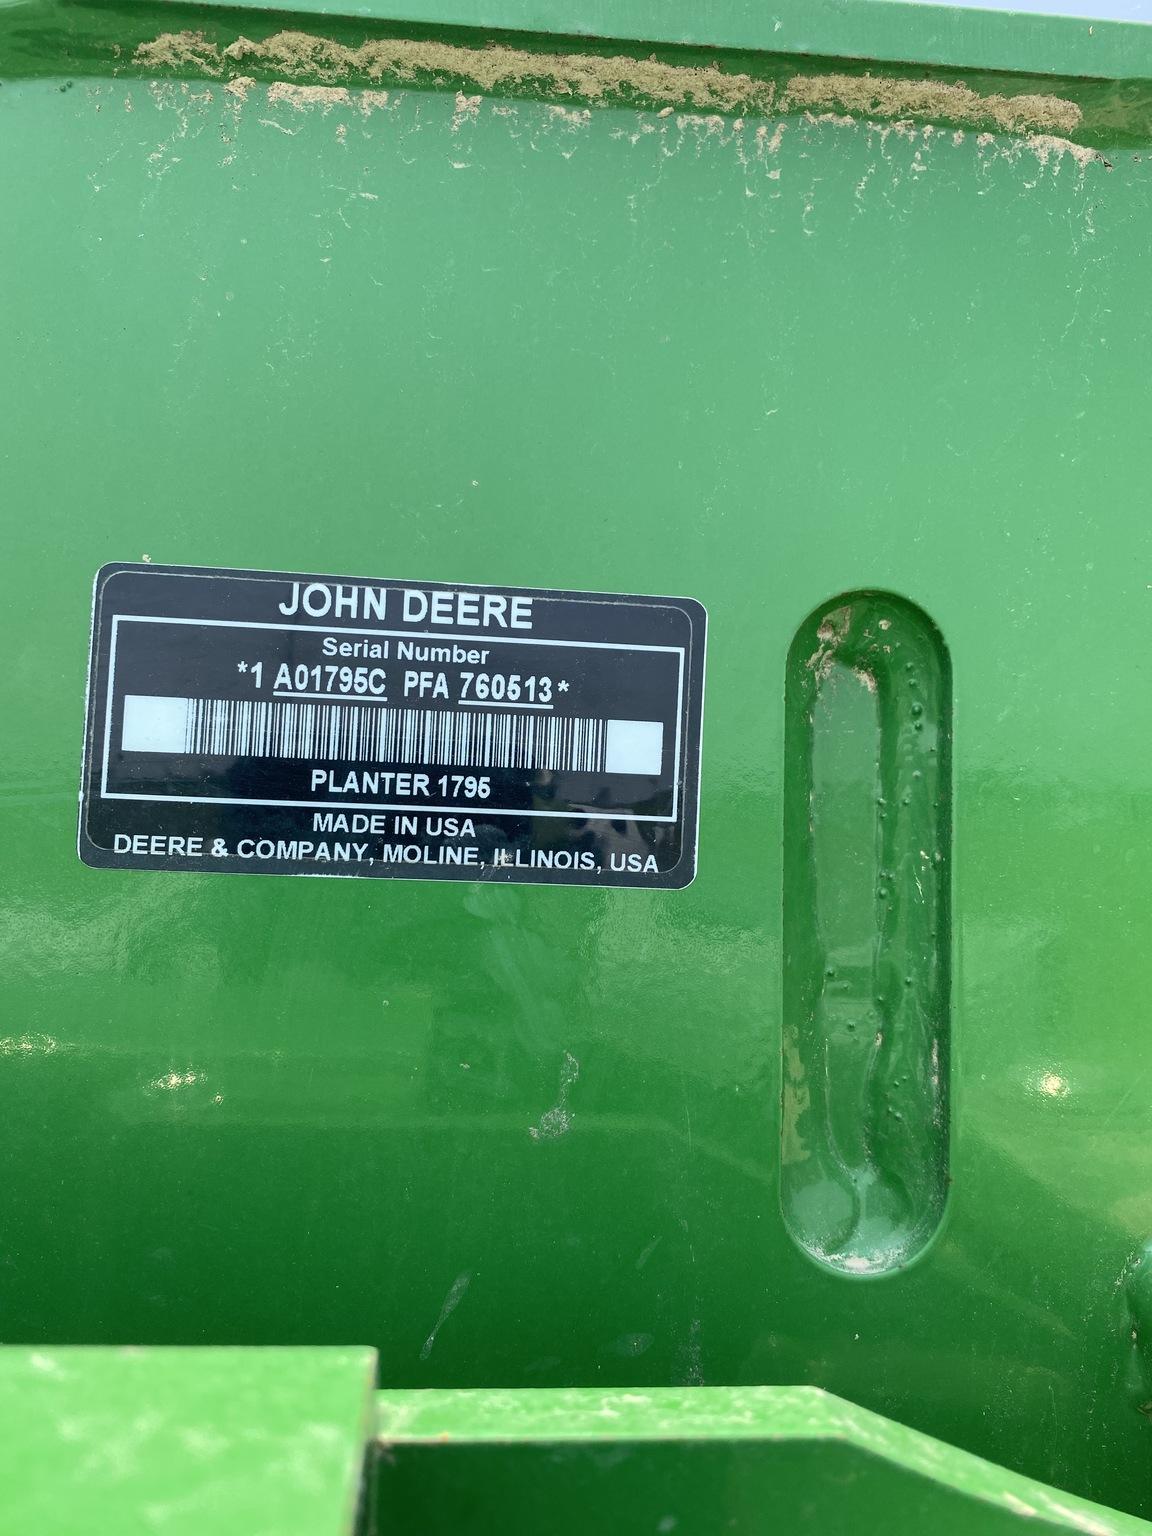 JOHN DEERE
Serial Number
*1 A01795C PFA 760513*
PLANTER 1795
MADE IN USA
DEERE & COMPANY, MOLINE, ILLINOIS, USA